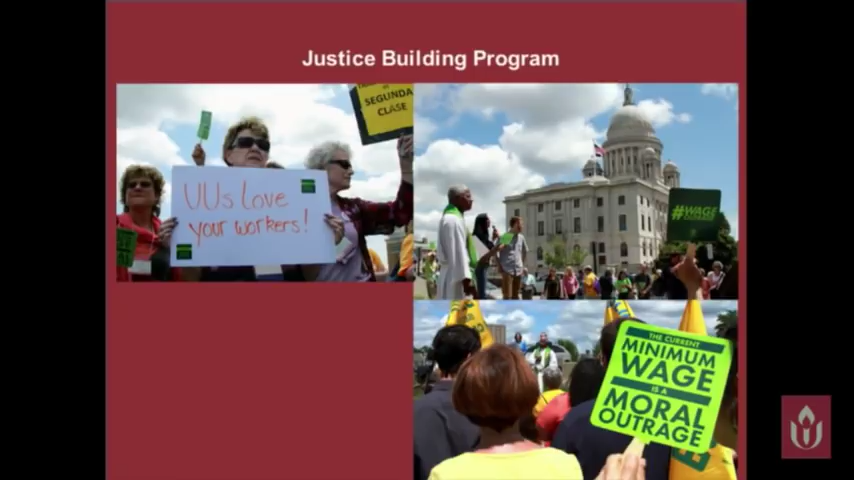 Justice Building Program
SEGUNDA
CLASE
UUs Love
your workers!
#WAGE
THE CURRENT
MINIMUM
WAGE
IS A
MORAL
OUTRAGE